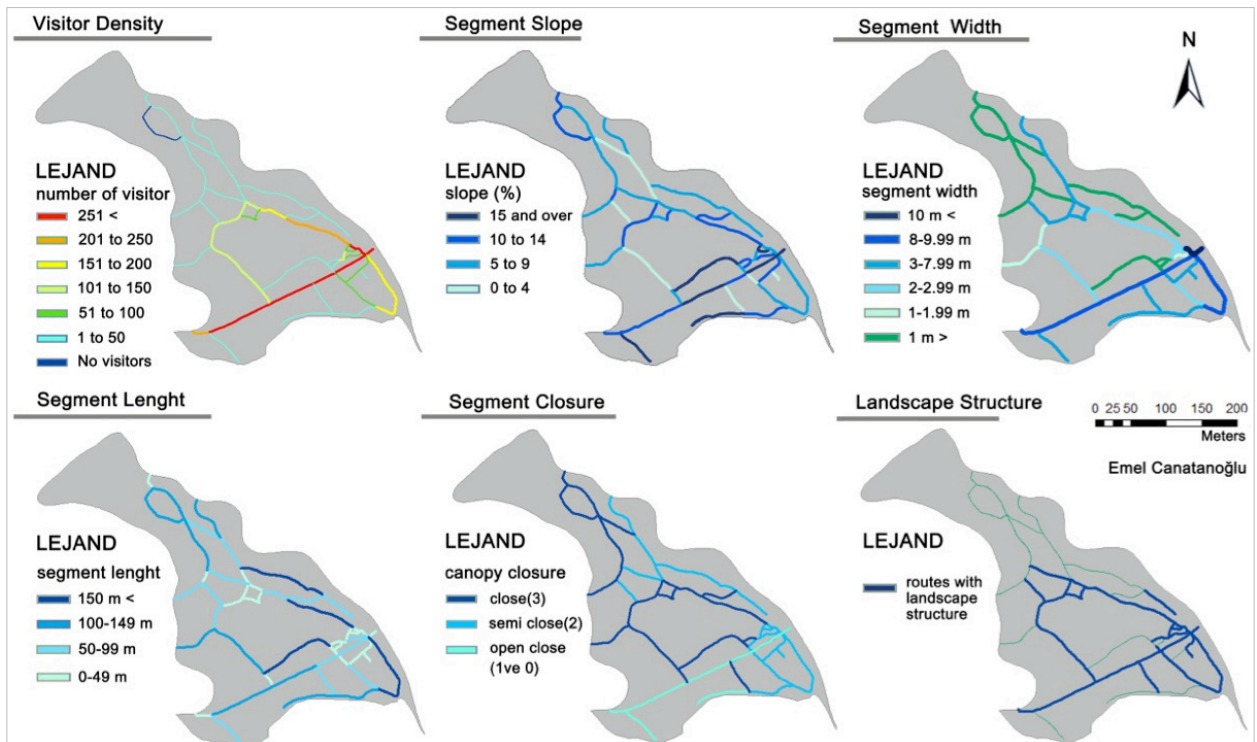 Visitor Density
LEJAND
number of visitor
251 <
201 to 250
151 to 200
101 to 150
51 to 100
1 to 50
No visitors
Segment Slope
LEJAND
slope (%)
15 and over
10 to 14
5 to 9
0 to 4
Segment Width
N
LEJAND
segment width
10 m <
8-9.99 m
3-7.99 m
2-2.99 m
1-1.99 m
1 m >
Segment Lenght
LEJAND
segment lenght
150 m <
100-149 m
50-99 m
0-49 m
Segment Closure
LEJAND
canopy closure
close(3)
semi close(2)
open close
(1ve 0)
Landscape Structure
0 25 50 100 150 200
Meters
Emel Canatanoğlu
LEJAND
routes with
landscape
structure